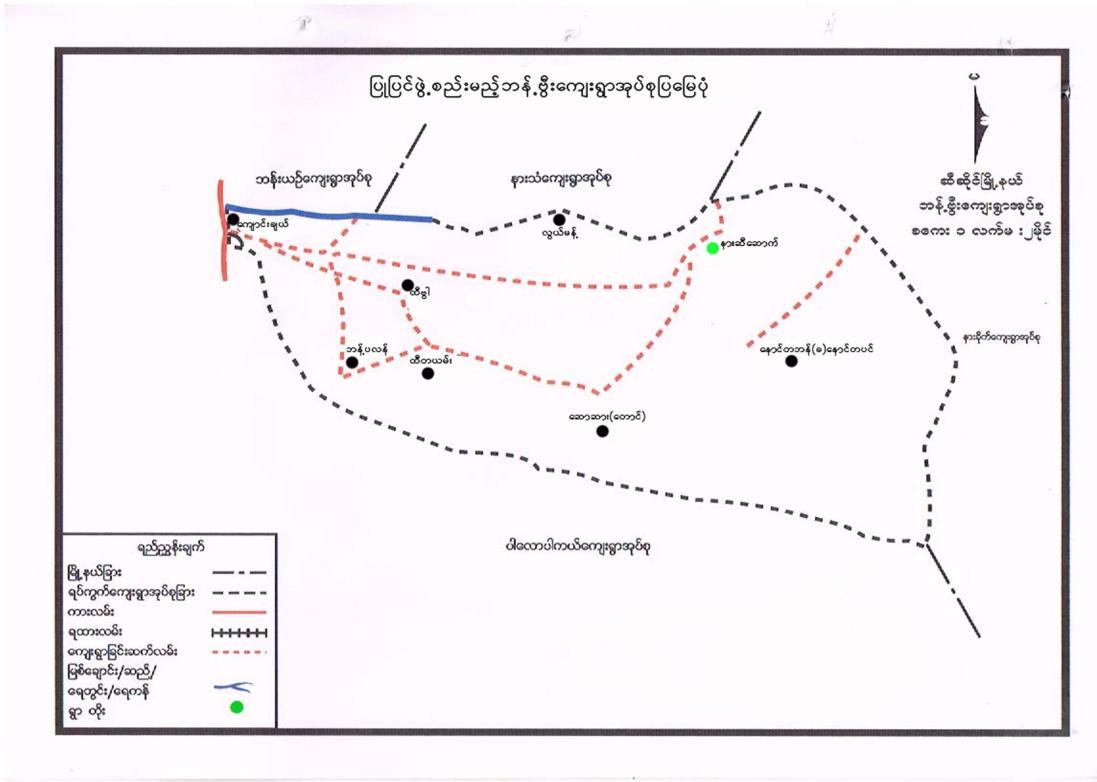 ပြုပြင်ဖွဲ့စည်းမည့်ဘန့်ဗွီးကျေးရွာအုပ်စုပြမြေပုံ
ဆီဆိုင်မြို့နယ်
ဘန့်ဗွီးကျေးရွာအုပ်စု
စကေး ၁ လက်မ း၂မိုင်
ဘန်းယဉ်ကျေးရွာအုပ်စု
နားသံကျေးရွာအုပ်စု
ကျောင်းချယ်
လွယ်မန့်
နားဆီဆောက်
ထီဗွါ
နားခိုက်ကျေးရွာအုပ်စု
ဘန့်ပလန်
ထီတယမ်း
နောင်တဘန်(ခ)နောင်တပင်
ဆောဆား(တောင်)
ပါလောပါကယ်ကျေးရွာအုပ်စု
ရည်ညွှန်းချက်
မြို့နယ်ခြား
ရပ်ကွက်ကျေးရွာအုပ်စုခြား
ကားလမ်း
ရထားလမ်း
ကျေးရွာခြင်းဆက်လမ်း
မြစ်ချောင်း/ဆည်/
ရေတွင်း/ရေကန်
ရွာ တိုး